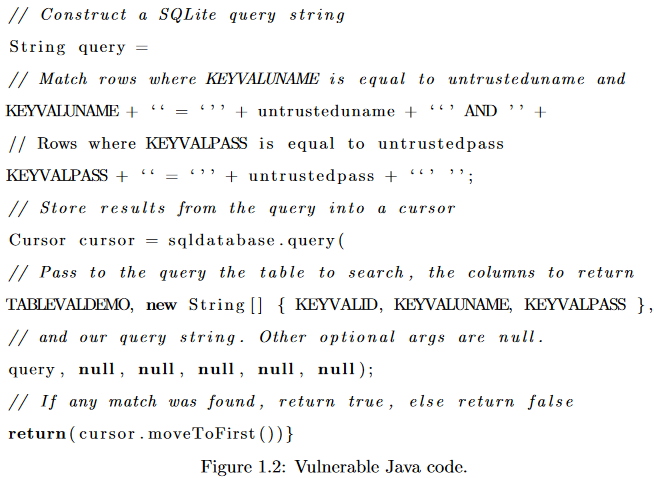 // Construct a SQLite query string
String query =
// Match rows where KEYVALUNAME is equal to untrusteduname and
KEYVALUNAME + ‘‘ = ‘’’ + untrusteduname + ‘‘’ AND ’’ +
// Rows where KEYVALPASS is equal to untrustedpass
KEYVALPASS + ‘‘ = ‘’’ + untrustedpass + ‘‘’ ’’;
// Store results from the query into a cursor
Cursor cursor = sqldatabase.query(
// Pass to the query the table to search, the columns to return
TABLEVALDEMO, new String[] { KEYVALID, KEYVALUNAME, KEYVALPASS },
// and our query string. Other optional args are null.
query, null, null, null, null, null);
// If any match was found, return true, else return false
return(cursor.moveToFirst())}
Figure 1.2: Vulnerable Java code.